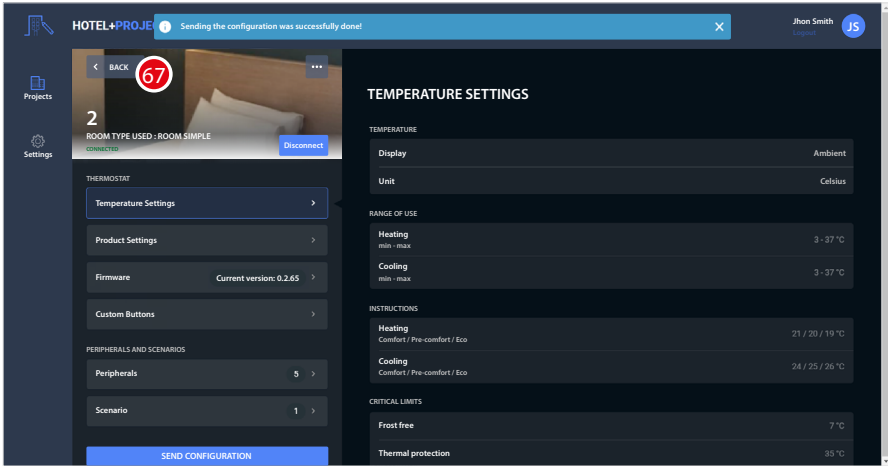 HOTEL+PROJE
Sending the configuration was successfully done!
Jhon Smith
Logout
JS
Projects
Settings
BACK
67
2
ROOM TYPE USED : ROOM SIMPLE
CONNECTED
Disconnect
THERMOSTAT
Temperature Settings
Product Settings
Firmware Current version: 0.2.65
Custom Buttons
PERIPHERALS AND SCENARIOS
Peripherals 5
Scenario 1
SEND CONFIGURATION
TEMPERATURE SETTINGS
TEMPERATURE
Display Ambient
Unit Celsius
RANGE OF USE
Heating
min - max
3 - 37 °C
Cooling
min - max
3 - 37 °C
INSTRUCTIONS
Heating
Comfort / Pre-comfort / Eco
21 / 20 / 19 °C
Cooling
Comfort / Pre-comfort / Eco
24 / 25 / 26 °C
CRITICAL LIMITS
Frost free 7 °C
Thermal protection 35 °C